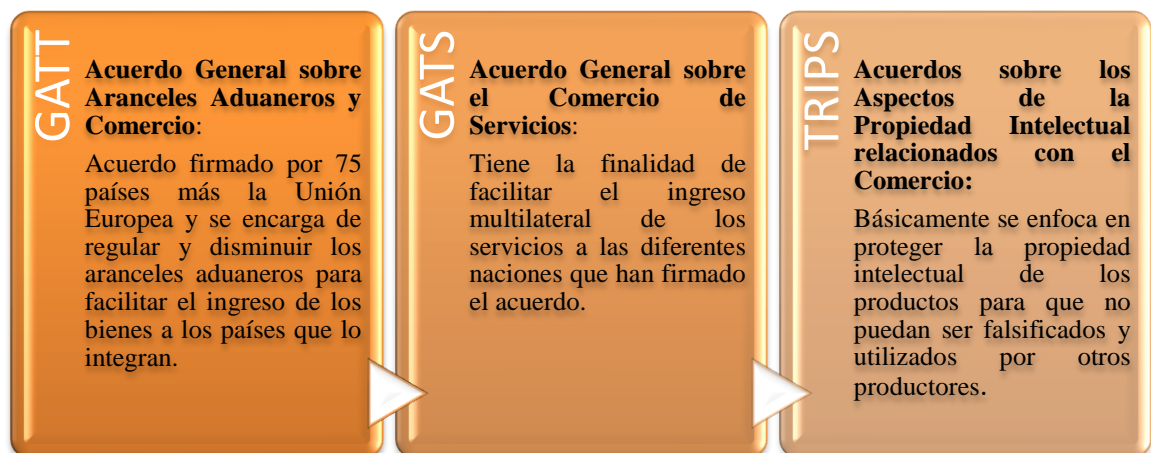 GATT
Acuerdo General sobre
Aranceles Aduaneros y
Comercio:
Acuerdo firmado por 75
países más la Unión
Europea y se encarga de
regular y disminuir los
aranceles aduaneros para
facilitar el ingreso de los
bienes a los países que lo
integran.
GATS
Acuerdo General sobre
el Comercio de
Servicios:
Tiene la finalidad de
facilitar el ingreso
multilateral de los
servicios a las diferentes
naciones que han firmado
el acuerdo.
TRIPS
Acuerdos sobre los
Aspectos de la
Propiedad Intelectual
relacionados con el
Comercio:
Básicamente se enfoca en
proteger la propiedad
intelectual de los
productos para que no
puedan ser falsificados y
utilizados por otros
productores.